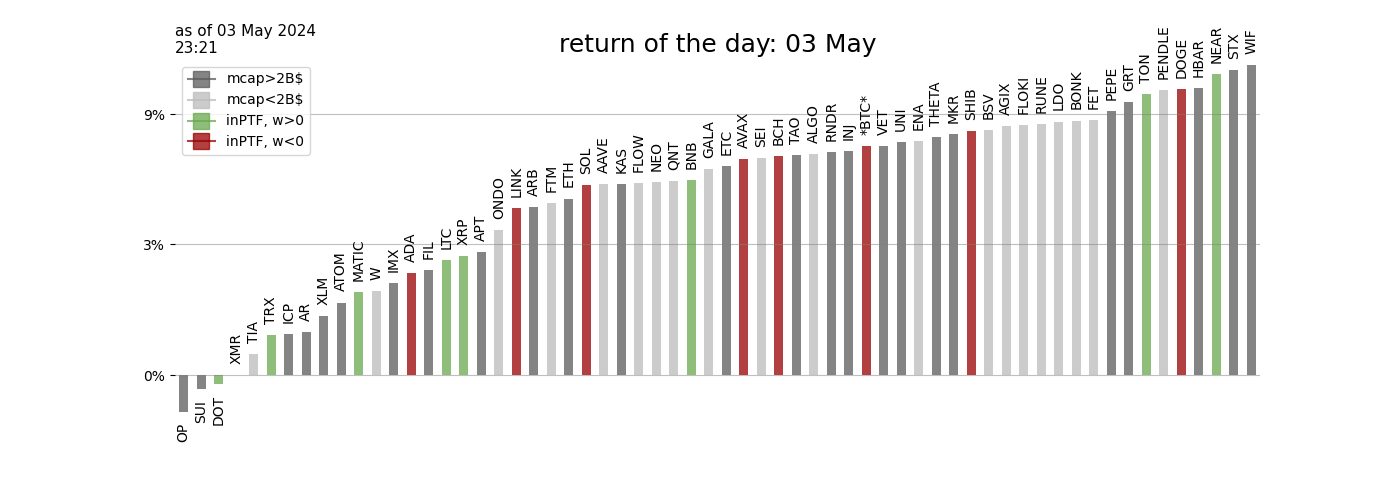 as of 03 May 2024
23:21
return of the day: 03 May
mcap>2B$
mcap<2B$
inPTF, w>0
inPTF, w<0
9%
3%
0%
OP
SUI
DOT
XMR
TIA
TRX
ICP
AR
XLM
ATOM
MATIC
W
IMX
ADA
FIL
LTC
XRP
APT
ONDO
LINK
ARB
FTM
ETH
SOL
AAVE
KAS
FLOW
NEO
QNT
BNB
GALA
ETC
AVAX
SEI
BCH
TAO
ALGO
RNDR
INJ
*BTC*
VET
UNI
ENA
THETA
MKR
SHIB
BSV
AGIX
FLOKI
RUNE
LDO
BONK
FET
PEPE
GRT
TON
PENDLE
DOGE
HBAR
NEAR
STX
WIF